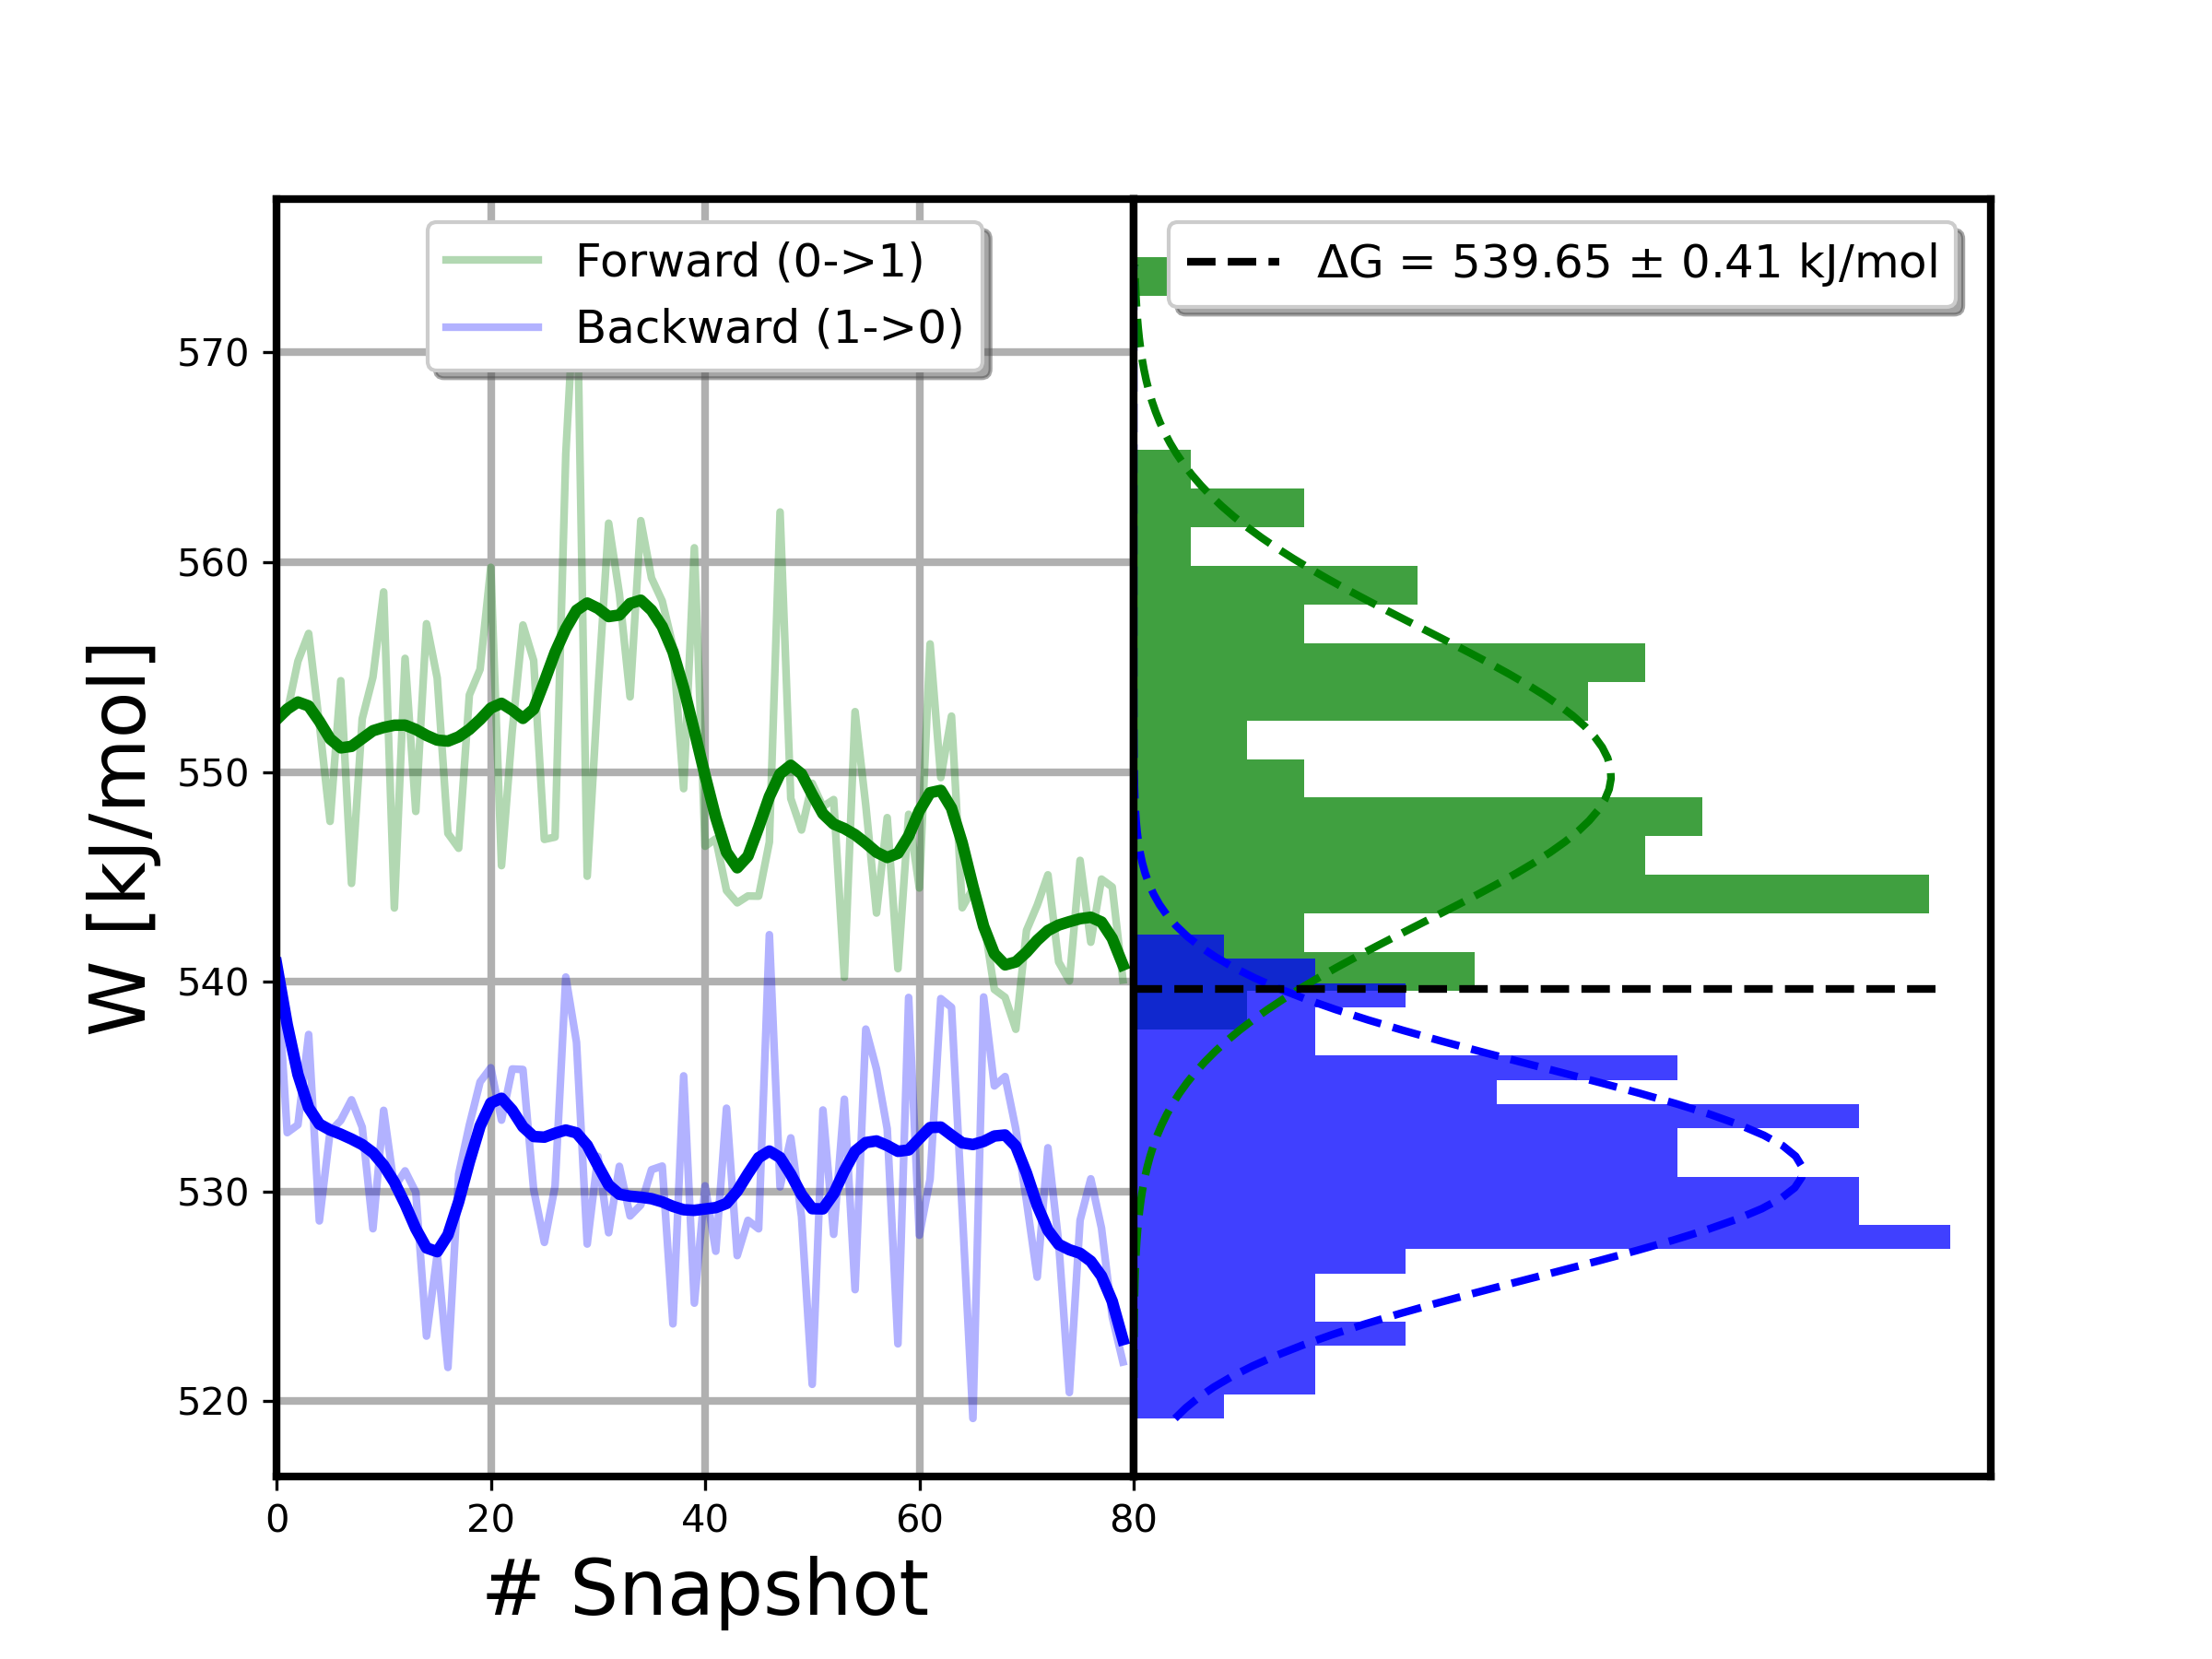 Forward (0->1)
Backward (1->0)
ΔG = 539.65 ± 0.41 kJ/mol
W [kJ/mol]
570
560
550
540
530
520
0 20 40 60 80
# Snapshot